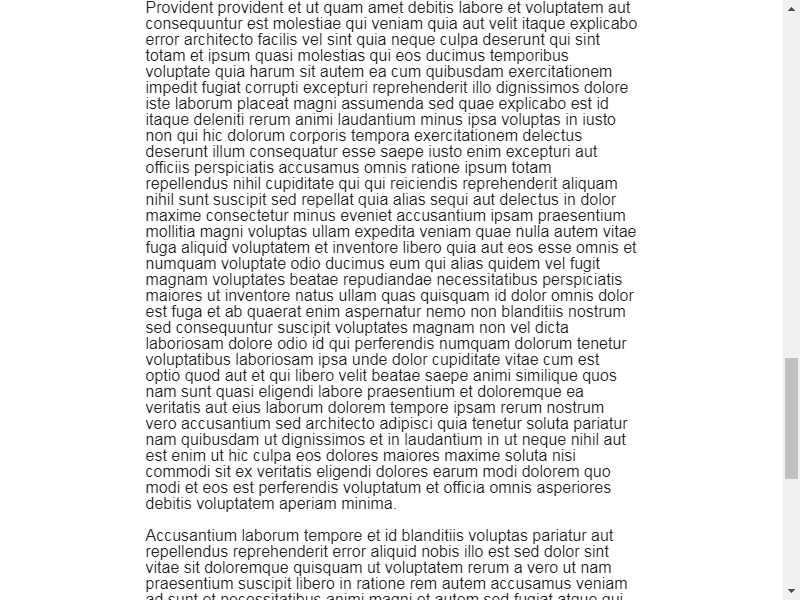 Provident provident et ut quam amet debitis labore et voluptatem aut
consequuntur est molestiae qui veniam quia aut velit itaque explicabo
error architecto facilis vel sint quia neque culpa deserunt qui sint
totam et ipsum quasi molestias qui eos ducimus temporibus
voluptate quia harum sit autem ea cum quibusdam exercitationem
impedit fugiat corrupti excepturi reprehenderit illo dignissimos dolore
iste laborum placeat magni assumenda sed quae explicabo est id
itaque deleniti rerum animi laudantium minus ipsa voluptas in iusto
non qui hic dolorum corporis tempora exercitationem delectus
deserunt illum consequatur esse saepe iusto enim excepturi aut
officiis perspiciatis accusamus omnis ratione ipsum totam
repellendus nihil cupiditate qui qui reiciendis reprehenderit aliquam
nihil sunt suscipit sed repellat quia alias sequi aut delectus in dolor
maxime consectetur minus eveniet accusantium ipsam praesentium
mollitia magni voluptas ullam expedita veniam quae nulla autem vitae
fuga aliquid voluptatem et inventore libero quia aut eos esse omnis et
numquam voluptate odio ducimus eum qui alias quidem vel fugit
magnam voluptates beatae repudiandae necessitatibus perspiciatis
maiores ut inventore natus ullam quas quisquam id dolor omnis dolor
est fuga et ab quaerat enim aspernatur nemo non blanditiis nostrum
sed consequuntur suscipit voluptates magnam non vel dicta
laboriosam dolore odio id qui perferendis numquam dolorum tenetur
voluptatibus laboriosam ipsa unde dolor cupiditate vitae cum est
optio quod aut et qui libero velit beatae saepe animi similique quos
nam sunt quasi eligendi labore praesentium et doloremque ea
veritatis aut eius laborum dolorem tempore ipsam rerum nostrum
vero accusantium sed architecto adipisci quia tenetur soluta pariatur
nam quibusdam ut dignissimos et in laudantium in ut neque nihil aut
est enim ut hic culpa eos dolores maiores maxime soluta nisi
commodi sit ex veritatis eligendi dolores earum modi dolorem quo
modi et eos est perferendis voluptatum et officia omnis asperiores
debitis voluptatem aperiam minima.
Accusantium laborum tempore et id blanditiis voluptas pariatur aut
repellendus reprehenderit error aliquid nobis illo est sed dolor sint
vitae sit doloremque quisquam ut voluptatem rerum a vero ut nam
praesentium suscipit libero in ratione rem autem accusamus veniam
ad sunt et necessitatibus animi magni et autem sed fugiat atque qui